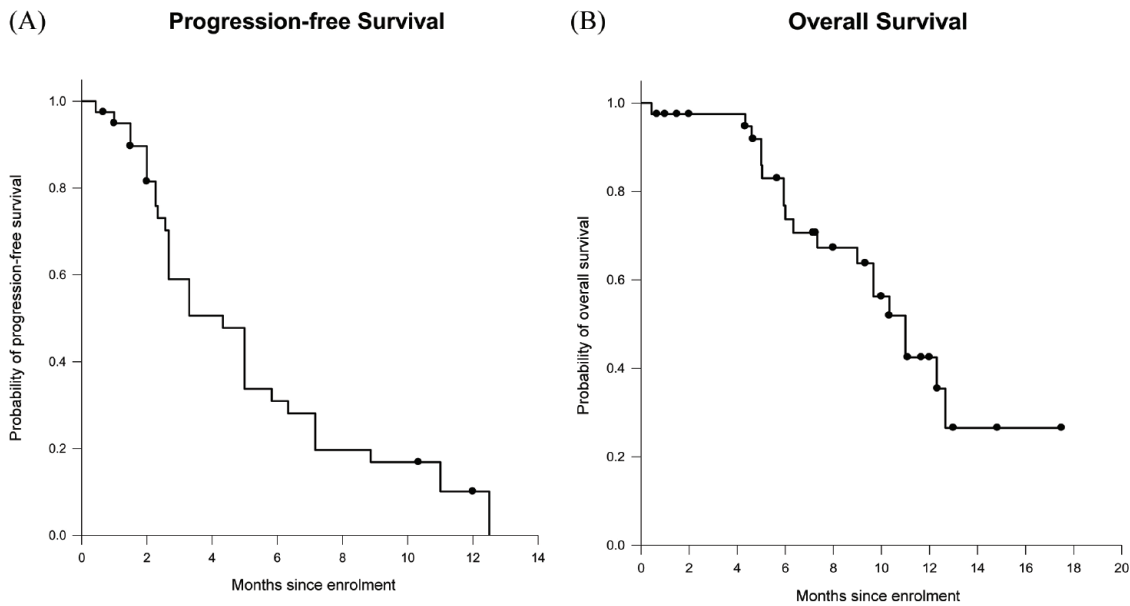 (A)
Progression-free Survival
Probability of progression-free survival
1.0
0.8
0.6
0.4
0.2
0.0
0 2 4 6 8 10 12 14
Months since enrolment
(B)
Overall Survival
Probability of overall survival
1.0
0.8
0.6
0.4
0.2
0.0
0 2 4 6 8 10 12 14 16 18 20
Months since enrolment